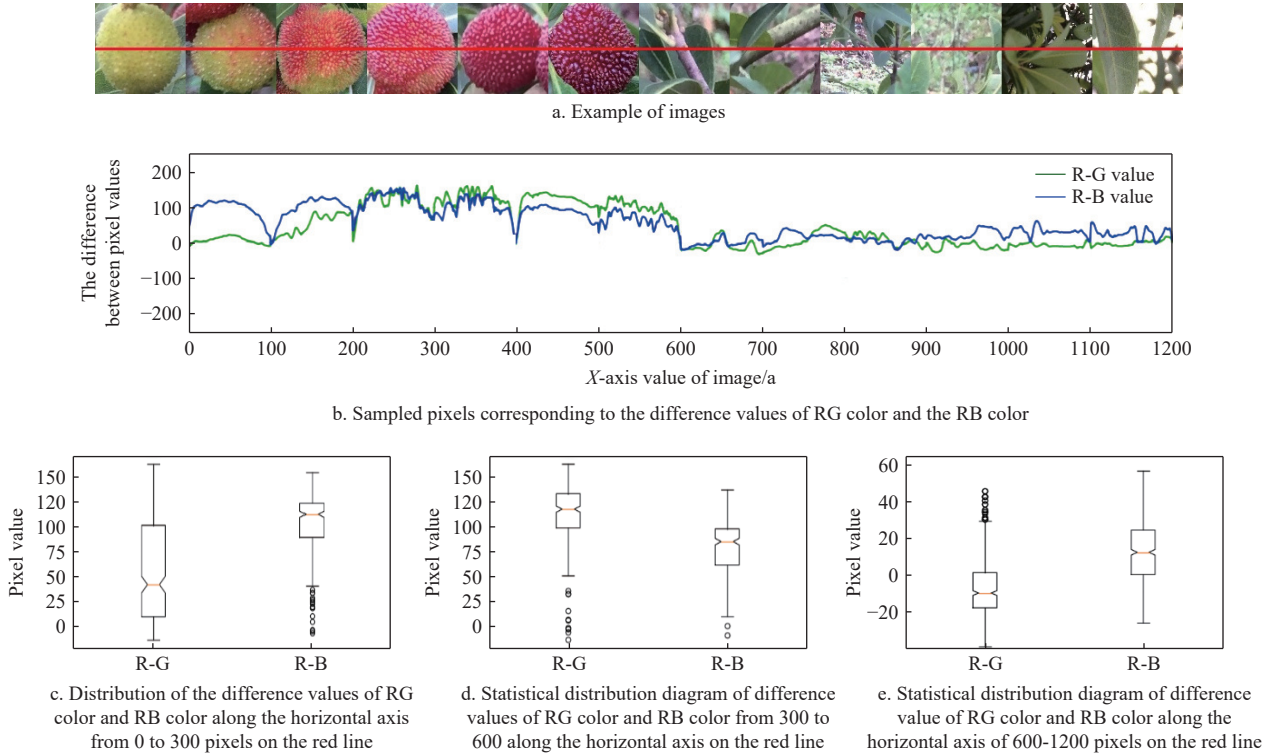 a. Example of images
The difference
between pixel values
200
100
0
−100
−200
R-G value
R-B value
0 100 200 300 400 500 600 700 800 900 1000 1100 1200
X-axis value of image/a
b. Sampled pixels corresponding to the difference values of RG color and the RB color
Pixel value
150
120
100
75
50
25
0
R-G R-B
c. Distribution of the difference values of RG
color and RB color along the horizontal axis
from 0 to 300 pixels on the red line
Pixel value
150
120
100
75
50
25
0
R-G R-B
d. Statistical distribution diagram of difference
values of RG color and RB color from 300 to
600 along the horizontal axis on the red line
Pixel value
60
40
20
0
−20
R-G R-B
e. Statistical distribution diagram of difference
value of RG color and RB color along the
horizontal axis of 600-1200 pixels on the red line